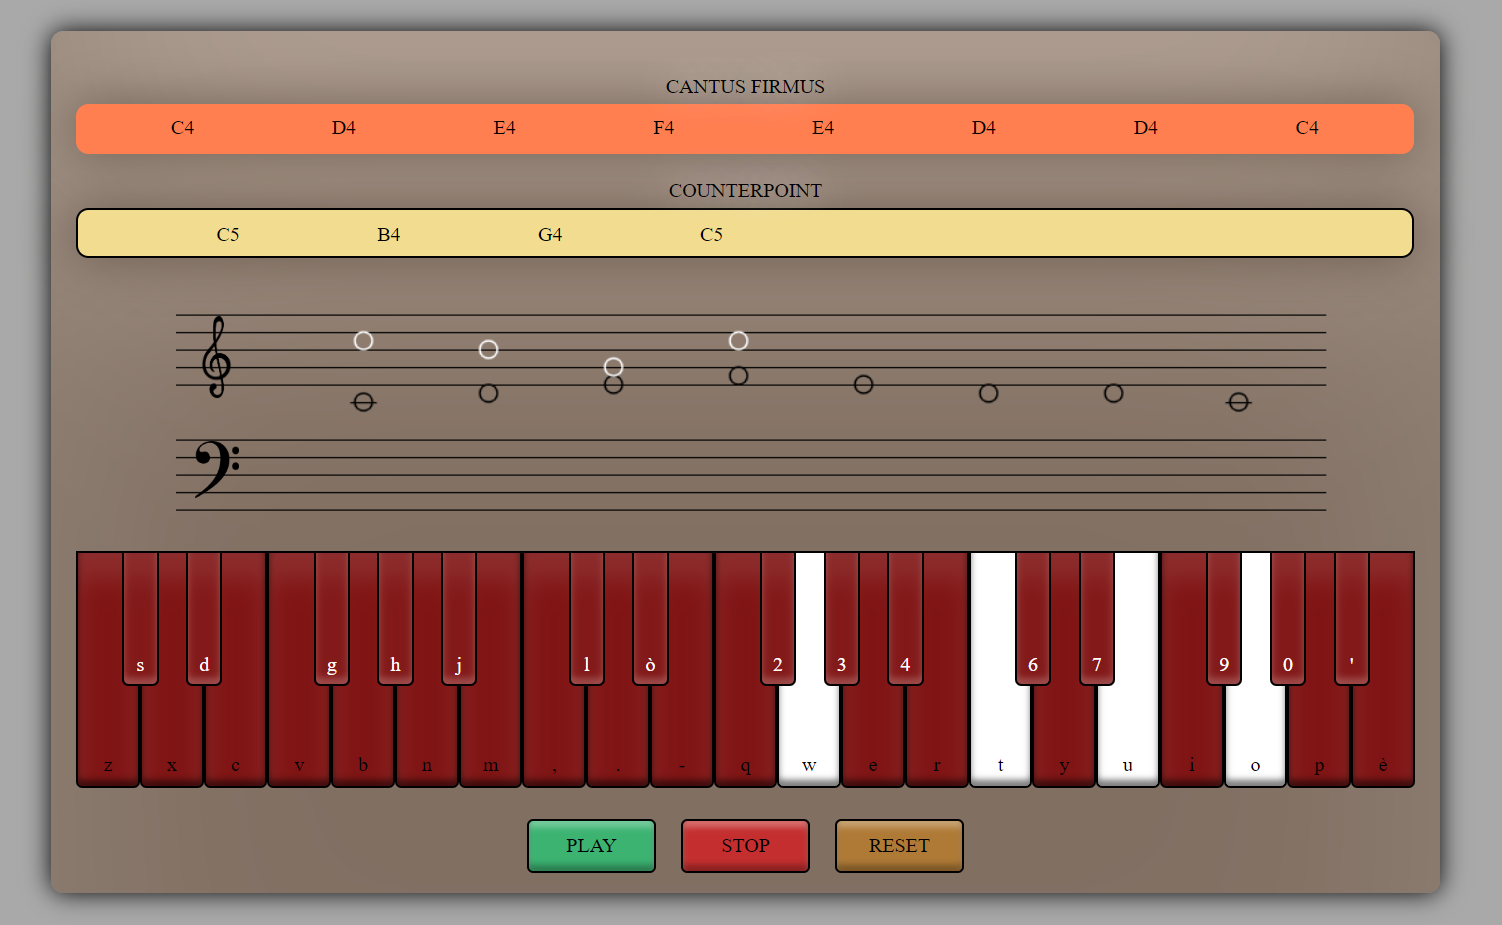 CANTUS FIRMUS
C4 D4 E4 F4 E4 D4 D4 C4
COUNTERPOINT
C5 B4 G4 C5
s d g h j l ò 2 3 4 6 7 9 0 '
z x c v b n m , . - q w e r t y u i o p è
PLAY STOP RESET